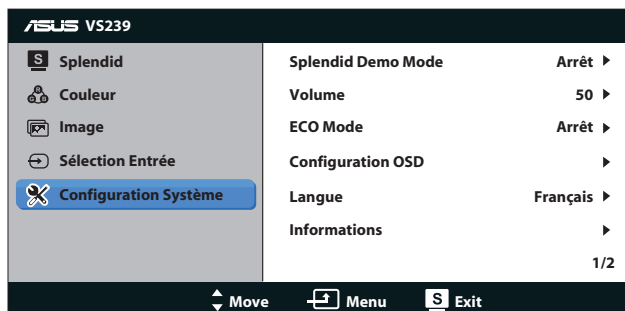 ASUS VS239
S Splendid
Couleur
Image
Sélection Entrée
Configuration Système
Splendid Demo Mode Arrêt
Volume 50
ECO Mode Arrêt
Configuration OSD
Langue Français
Informations
1/2
Move Menu S Exit